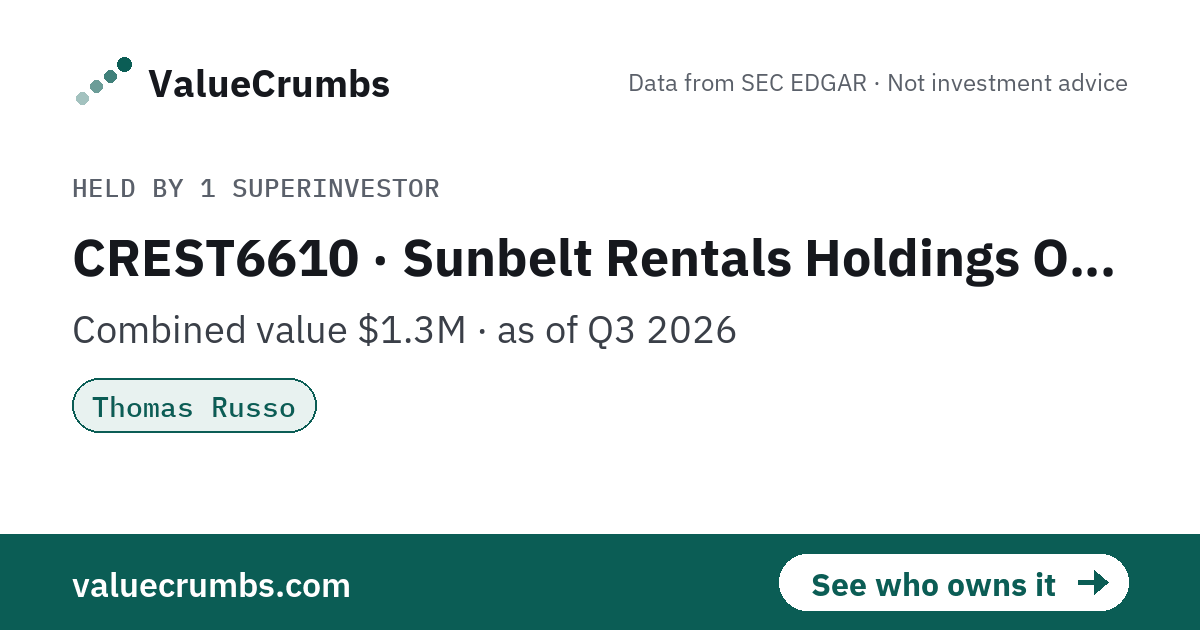 ValueCrumbs
Data from SEC EDGAR · Not investment advice
HELD BY 1 SUPERINVESTOR
CREST6610 · Sunbelt Rentals Holdings O...
Combined value $1.3M · as of Q3 2026
Thomas Russo
valuecrumbs.com
See who owns it →